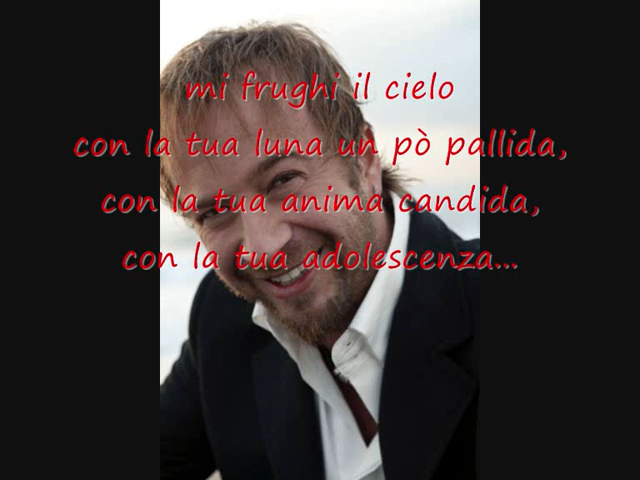 mi frughi il cielo
con la tua luna un pò pallida,
con la tua anima candida,
con la tua adolescenza...